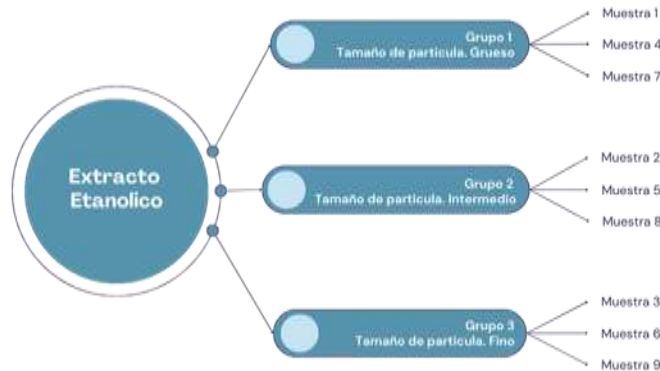 Extracto
Etanolico
Grupo 1
Tamaño de particula. Grueso
Muestra 1
Muestra 4
Muestra 7
Grupo 2
Tamaño de particula. Intermedio
Muestra 2
Muestra 5
Muestra 8
Grupo 3
Tamaño de particula. Fino
Muestra 3
Muestra 6
Muestra 9